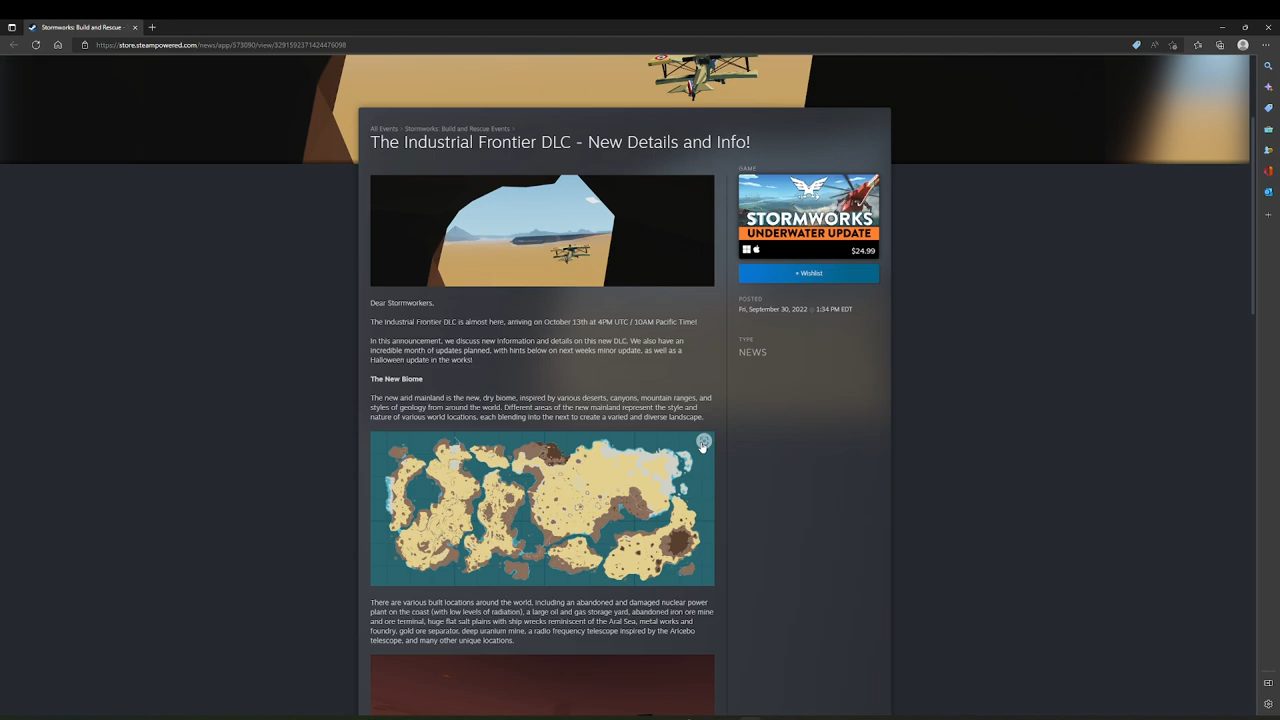 Stormworks: Build and Rescue -
https://store.steampowered.com/news/app/573090/view/3291592371424476098
All Events > Stormworks: Build and Rescue Events >
The Industrial Frontier DLC - New Details and Info!
Dear Stormworkers,
The Industrial Frontier DLC is almost here, arriving on October 13th at 4PM UTC / 10AM Pacific Time!
In this announcement, we discuss new information and details on this new DLC. We also have an
incredible month of updates planned, with hints below on next weeks minor update, as well as a
Halloween update in the works!
The New Biome
The new arid mainland is the new, dry biome, inspired by various deserts, canyons, mountain ranges, and
styles of geology from around the world. Different areas of the new mainland represent the style and
nature of various world locations, each blending into the next to create a varied and diverse landscape.
There are various built locations around the world, including an abandoned and damaged nuclear power
plant on the coast (with low levels of radiation), a large oil and gas storage yard, abandoned iron ore mine
and ore terminal, huge flat salt plains with ship wrecks reminiscent of the Aral Sea, metal works and
foundry, gold ore separator, deep uranium mine, a radio frequency telescope inspired by the Aricebo
telescope, and many other unique locations.
GAME
STORMWORKS
UNDERWATER UPDATE
$24.99
+ Wishlist
POSTED
Fri, September 30, 2022 @ 1:34 PM EDT
TYPE
NEWS